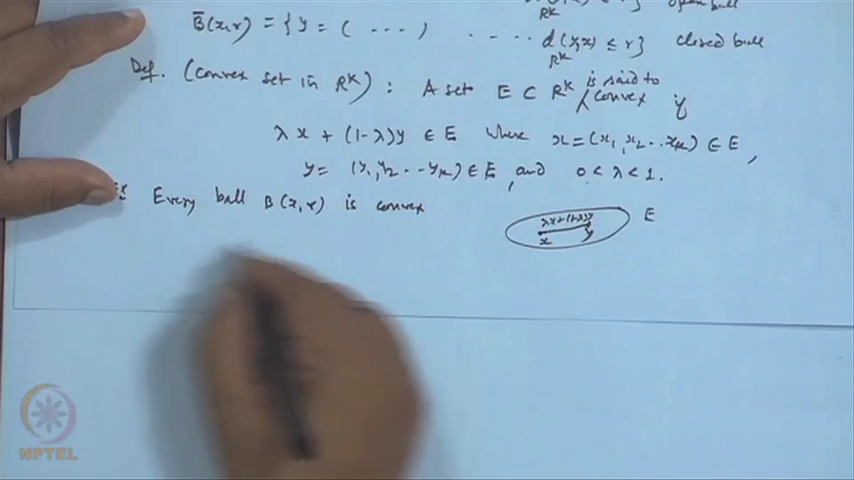 R^K
B̄(x,r) = { y = ( ... , .... d(y,x) ≤ r } closed ball
R^K
Def. (Convex set in R^K) : A set E ⊂ R^K is said to convex if
λx + (1-λ)y ∈ E where x = (x1, x2 .. xk) ∈ E,
y = (y1, y2 .. yk) ∈ E, and 0 < λ < 1.
Every ball B(x,r) is convex
λx+(1-λ)y
E
x y
NPTEL